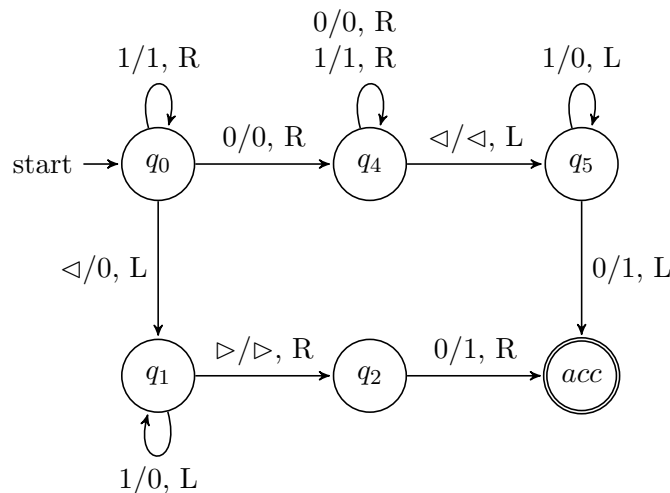 0/0, R
1/1, R
1/1, R
1/0, L
start
q₀
0/0, R
q₄
◁/◁, L
q₅
◁/0, L
0/1, L
q₁
▷/▷, R
q₂
0/1, R
acc
1/0, L